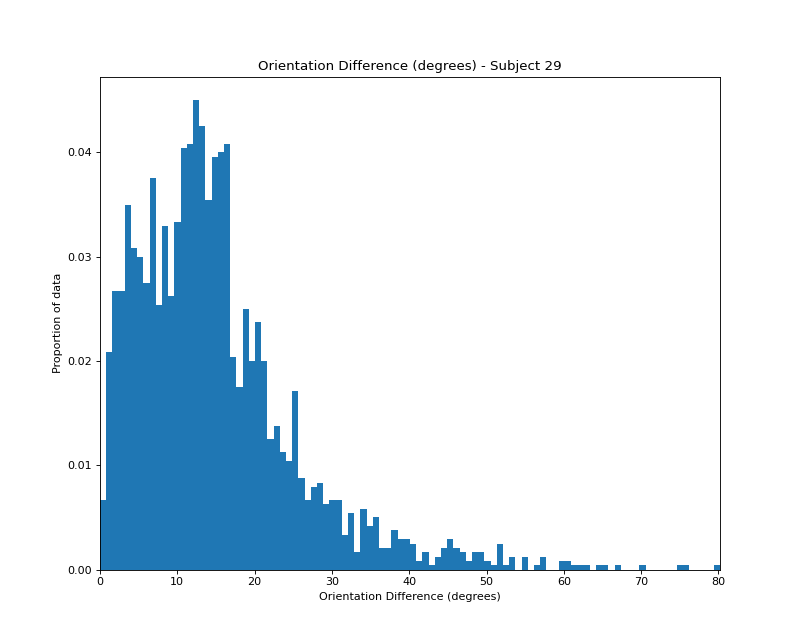 Orientation Difference (degrees) - Subject 29
0.04
0.03
0.02
0.01
0.00
Proportion of data
0 10 20 30 40 50 60 70 80
Orientation Difference (degrees)